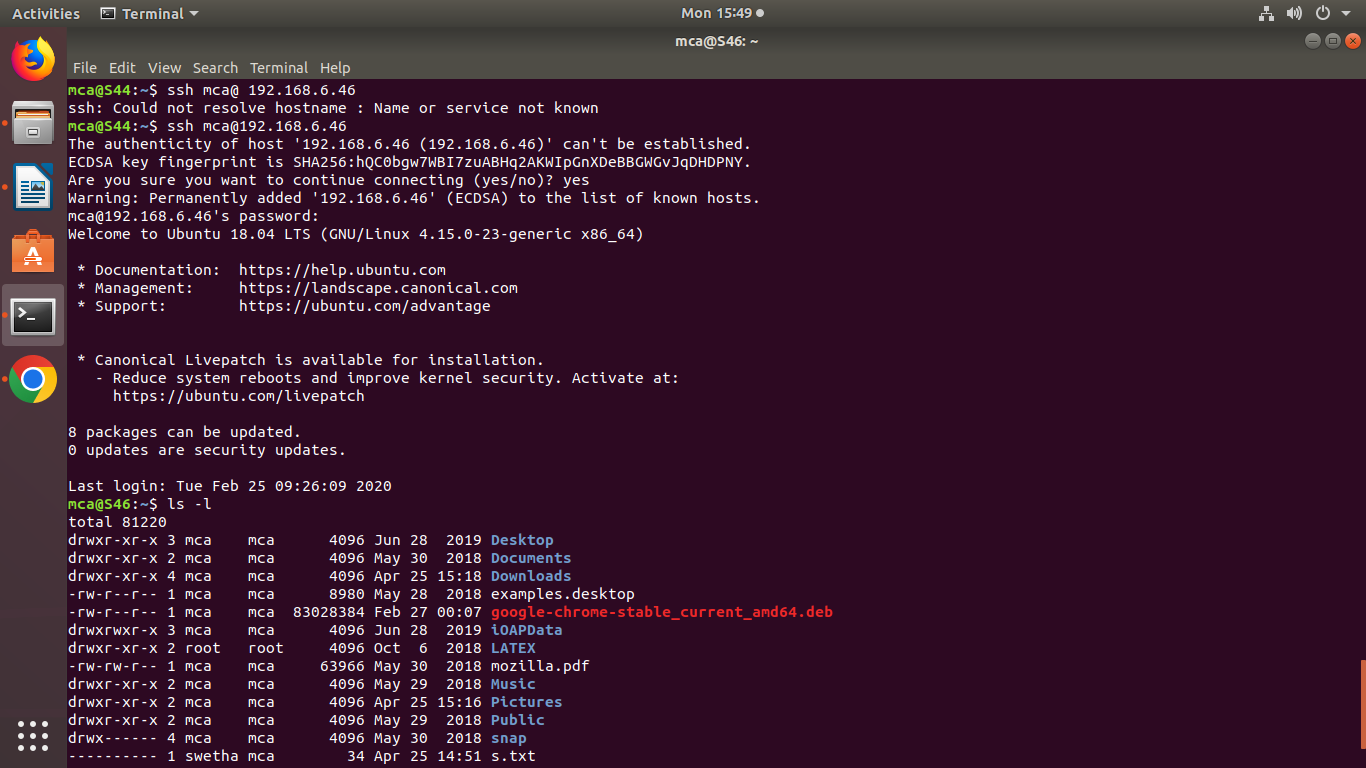 Activities Terminal Mon 15:49
mca@S46: ~
File Edit View Search Terminal Help
mca@S44:~$ ssh mca@ 192.168.6.46
ssh: Could not resolve hostname : Name or service not known
mca@S44:~$ ssh mca@192.168.6.46
The authenticity of host '192.168.6.46 (192.168.6.46)' can't be established.
ECDSA key fingerprint is SHA256:hQC0bgw7WBI7zuABHq2AKWIpGnXDeBBGWGvJqDHDPNY.
Are you sure you want to continue connecting (yes/no)? yes
Warning: Permanently added '192.168.6.46' (ECDSA) to the list of known hosts.
mca@192.168.6.46's password:
Welcome to Ubuntu 18.04 LTS (GNU/Linux 4.15.0-23-generic x86_64)
* Documentation:  https://help.ubuntu.com
* Management:     https://landscape.canonical.com
* Support:        https://ubuntu.com/advantage
* Canonical Livepatch is available for installation.
- Reduce system reboots and improve kernel security. Activate at:
https://ubuntu.com/livepatch
8 packages can be updated.
0 updates are security updates.
Last login: Tue Feb 25 09:26:09 2020
mca@S46:~$ ls -l
total 81220
drwxr-xr-x 3 mca    mca      4096 Jun 28  2019 Desktop
drwxr-xr-x 2 mca    mca      4096 May 30  2018 Documents
drwxr-xr-x 4 mca    mca      4096 Apr 25 15:18 Downloads
-rw-r--r-- 1 mca    mca      8980 May 28  2018 examples.desktop
-rw-r--r-- 1 mca    mca  83028384 Feb 27 00:07 google-chrome-stable_current_amd64.deb
drwxrwxr-x 3 mca    mca      4096 Jun 28  2019 iOAPData
drwxr-xr-x 2 root   root     4096 Oct  6  2018 LATEX
-rw-rw-r-- 1 mca    mca     63966 May 30  2018 mozilla.pdf
drwxr-xr-x 2 mca    mca      4096 May 29  2018 Music
drwxr-xr-x 2 mca    mca      4096 Apr 25 15:16 Pictures
drwxr-xr-x 2 mca    mca      4096 May 29  2018 Public
drwx------ 4 mca    mca      4096 May 30  2018 snap
---------- 1 swetha mca        34 Apr 25 14:51 s.txt